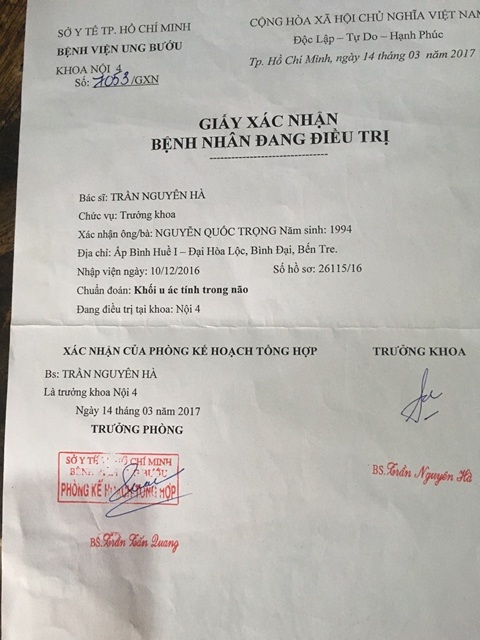 SỞ Y TẾ TP. HỒ CHÍ MINH
BỆNH VIỆN UNG BƯỚU
KHOA NỘI 4
Số: 7053/GXN
CỘNG HÒA XÃ HỘI CHỦ NGHĨA VIỆT NAM
Độc Lập – Tự Do – Hạnh Phúc
Tp. Hồ Chí Minh, ngày 14 tháng 03 năm 2017
GIẤY XÁC NHẬN
BỆNH NHÂN ĐANG ĐIỀU TRỊ
Bác sĩ: TRẦN NGUYÊN HÀ
Chức vụ: Trưởng khoa
Xác nhận ông/bà: NGUYỄN QUỐC TRỌNG Năm sinh: 1994
Địa chỉ: Ấp Bình Huề I – Đại Hòa Lộc, Bình Đại, Bến Tre.
Nhập viện ngày: 10/12/2016 Số hồ sơ: 26115/16
Chuẩn đoán: Khối u ác tính trong não
Đang điều trị tại khoa: Nội 4
XÁC NHẬN CỦA PHÒNG KẾ HOẠCH TỔNG HỢP
TRƯỞNG KHOA
Bs: TRẦN NGUYÊN HÀ
Là trưởng khoa Nội 4
Ngày 14 tháng 03 năm 2017
TRƯỞNG PHÒNG
SỞ Y TẾ HỒ CHÍ MINH
BỆNH BƯỚU
PHÒNG KẾ HOẠCH TỔNG HỢP
BS. Trần Nguyên Hà
BS. Trần Tấn Quang